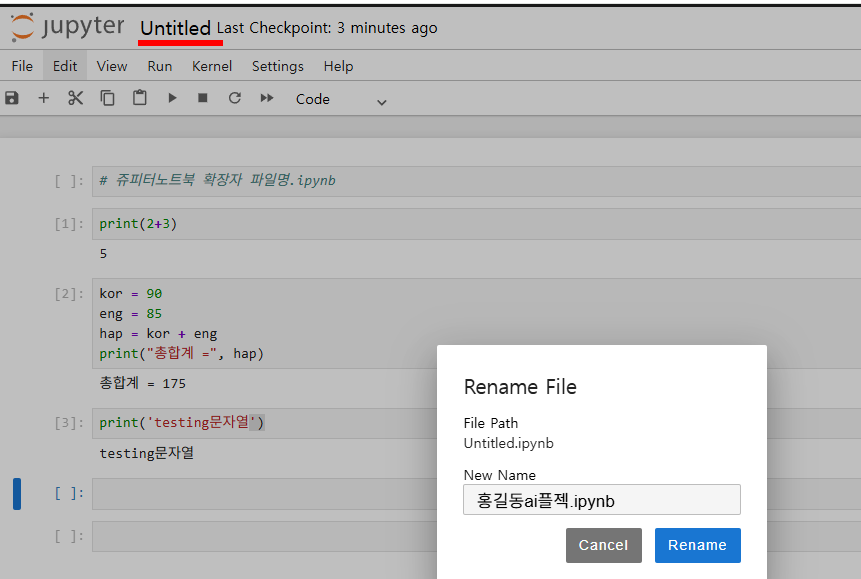 jupyter Untitled Last Checkpoint: 3 minutes ago
File Edit View Run Kernel Settings Help
Code
[ ]: # 쥬피터노트북 확장자 파일명.ipynb
[1]: print(2+3)
5
[2]: kor = 90
eng = 85
hap = kor + eng
print("총합계 =", hap)
총합계 = 175
[3]: print('testing문자열')
testing문자열
[ ]:
[ ]:
Rename File
File Path
Untitled.ipynb
New Name
홍길동ai플젝.ipynb
Cancel Rename